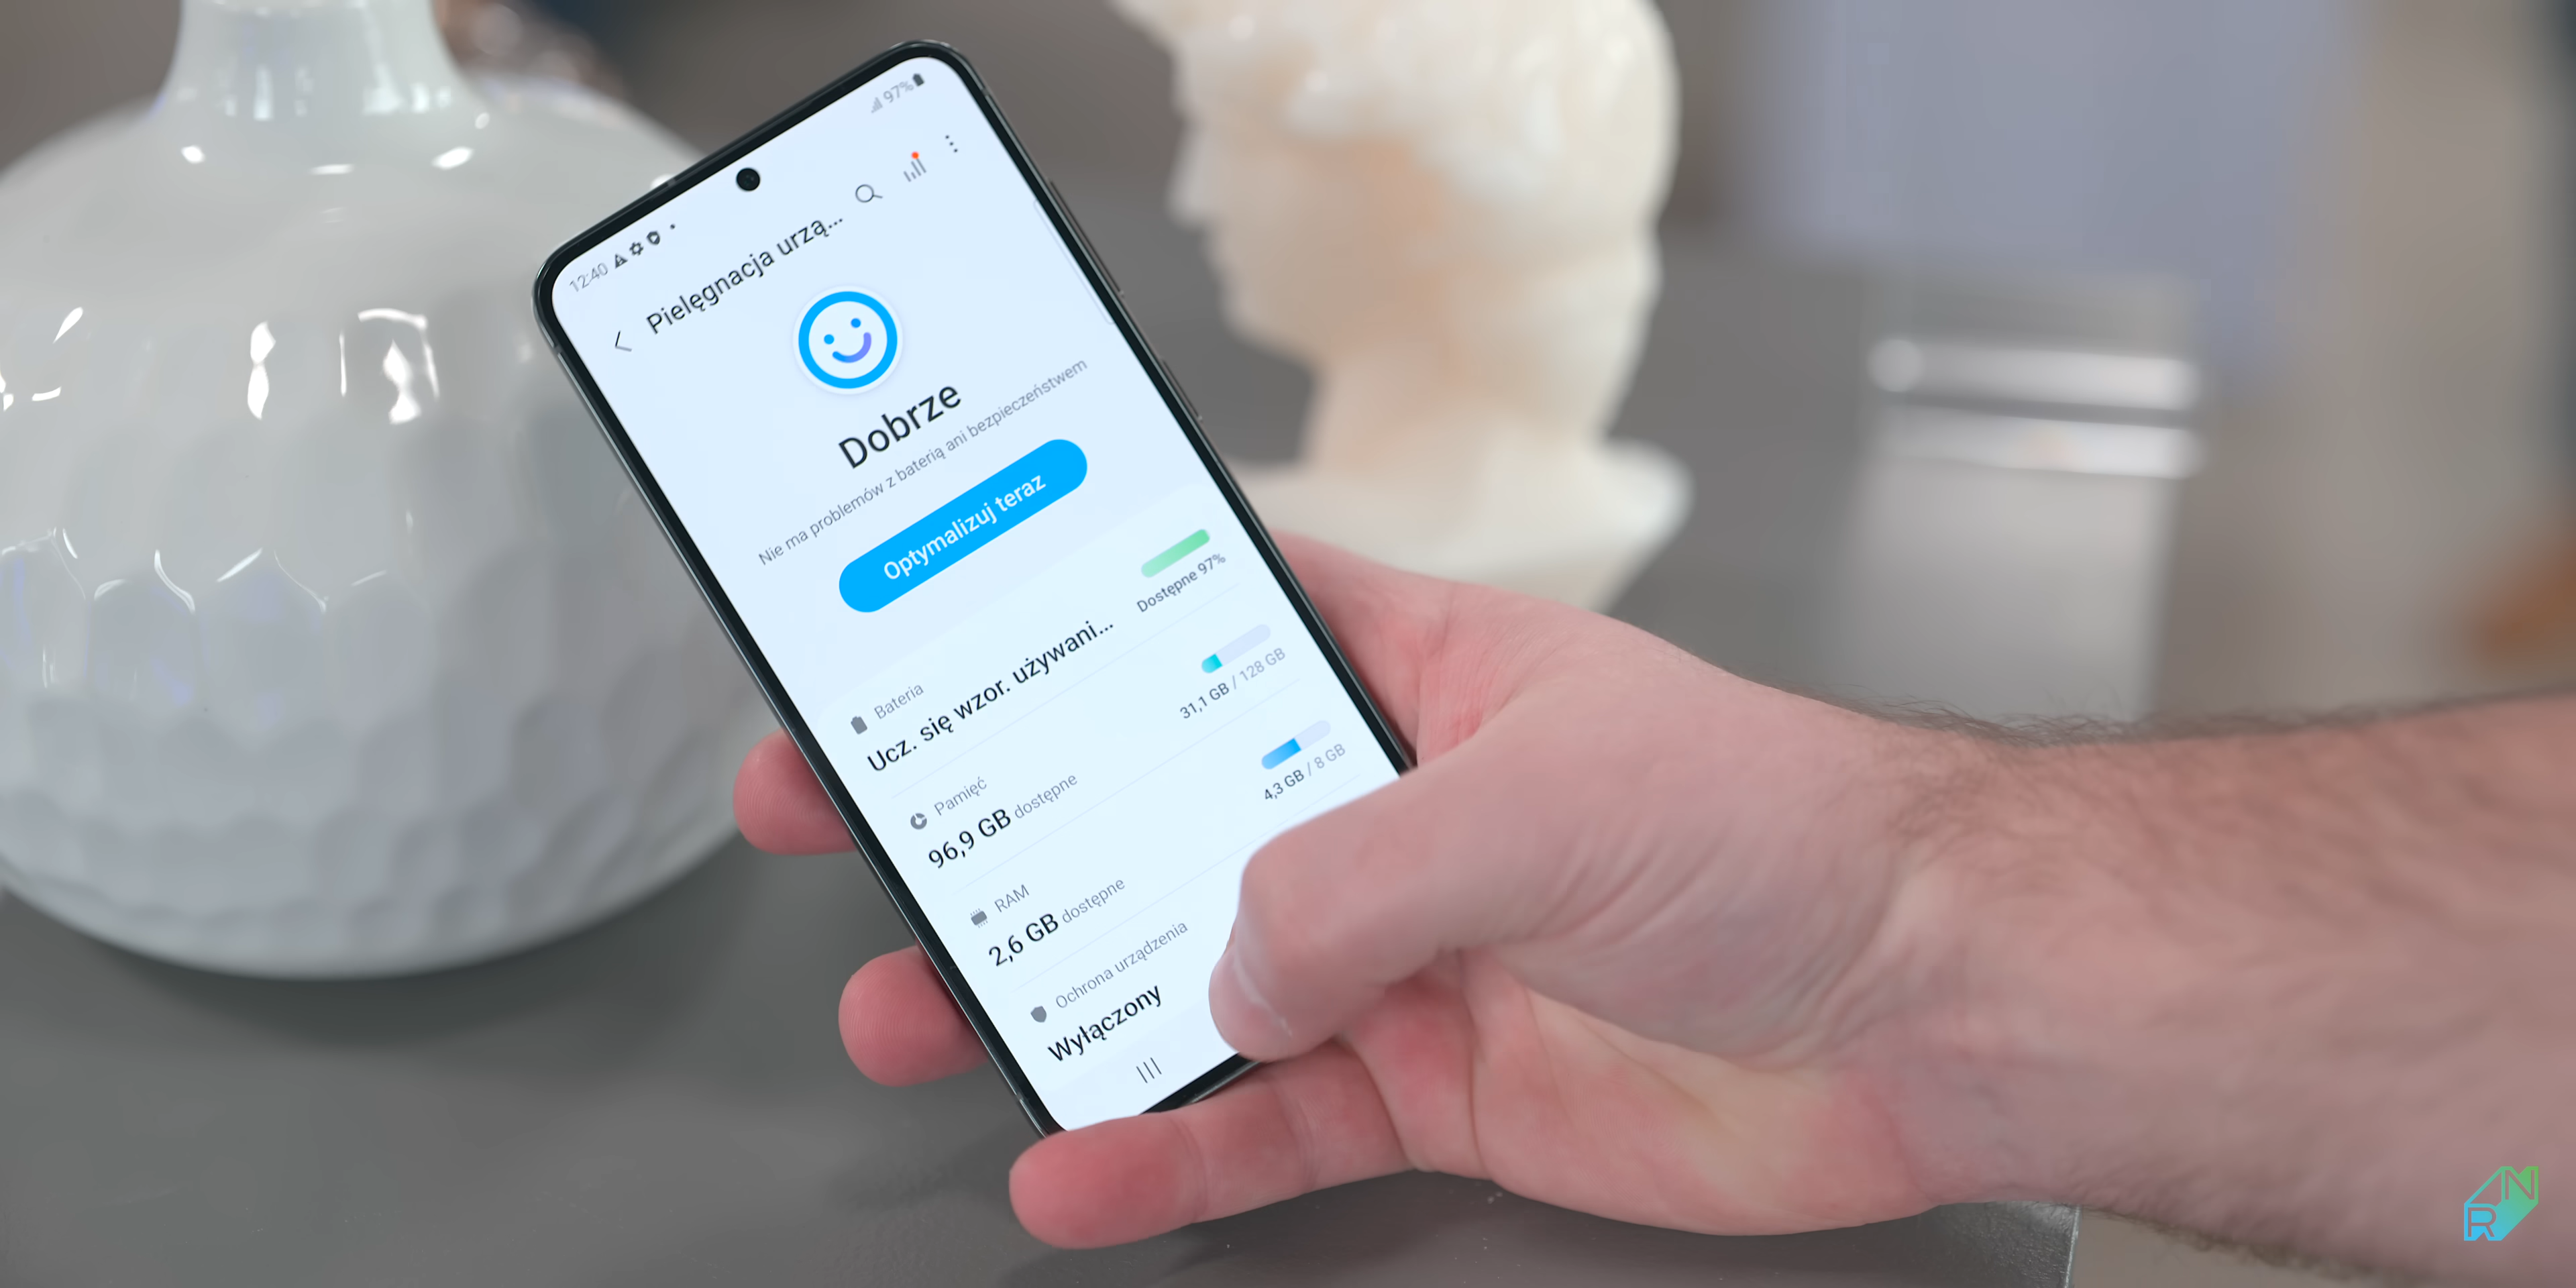 12:40
97%
Pielęgnacja urzą...
Dobrze
Nie ma problemów z baterią ani bezpieczeństwem
Optymalizuj teraz
Bateria
Ucz. się wzor. używani...
Dostępne 97%
Pamięć
96,9 GB dostępne
31,1 GB / 128 GB
RAM
2,6 GB dostępne
4,3 GB / 8 GB
Ochrona urządzenia
Wyłączony
RN